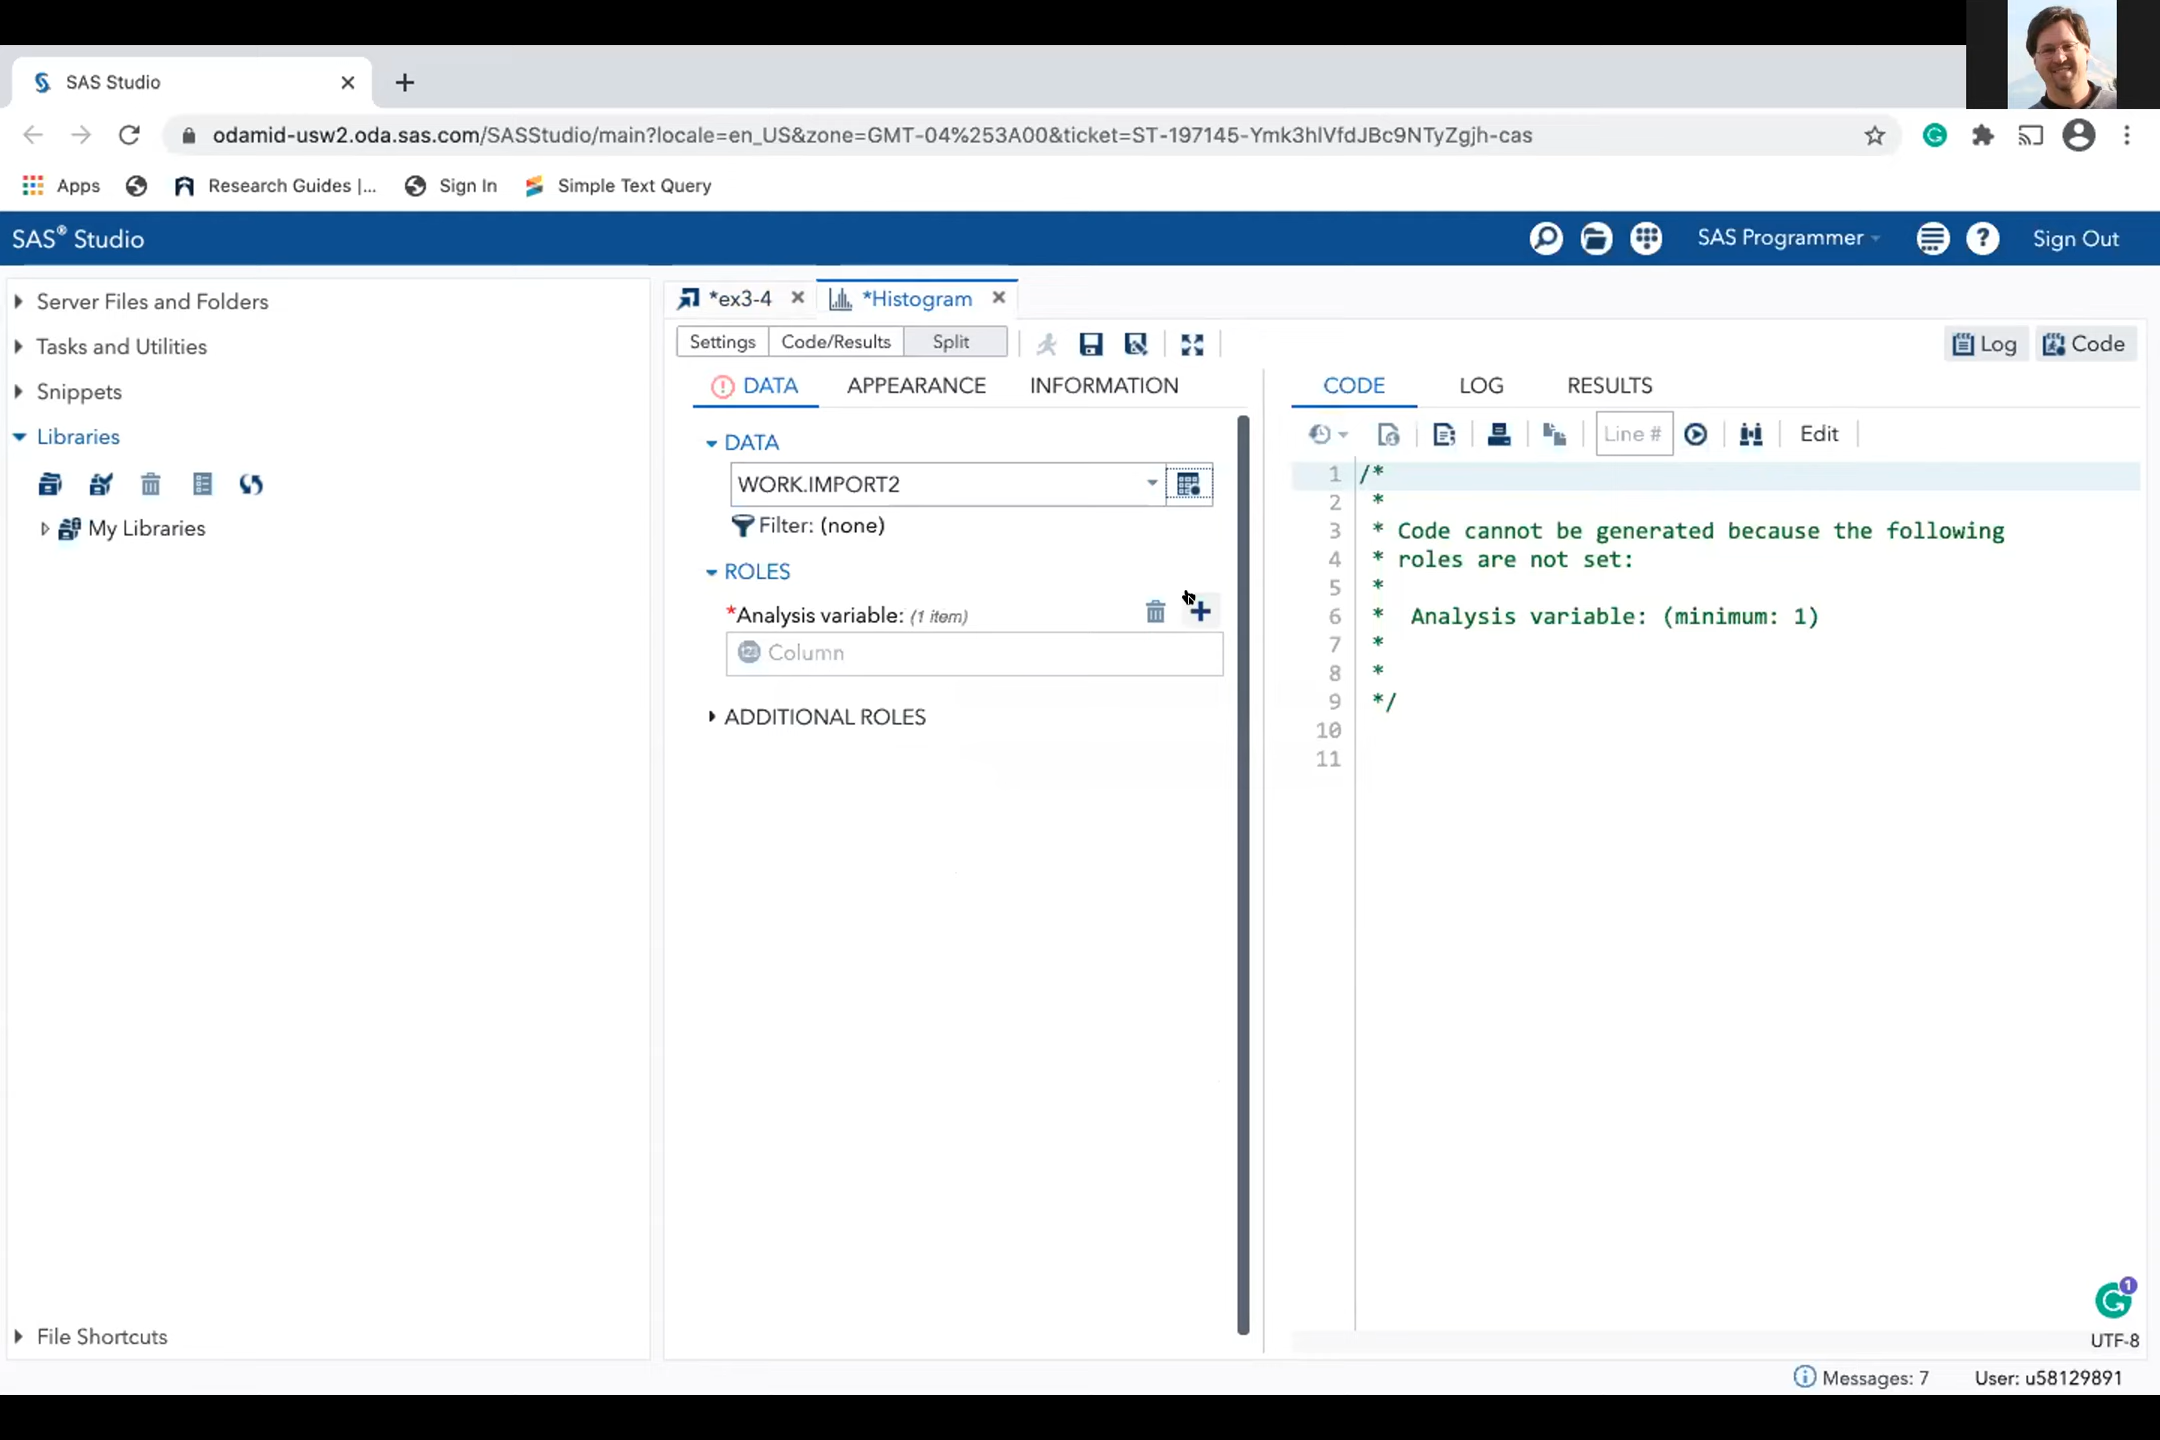 SAS Studio
odamid-usw2.oda.sas.com/SASStudio/main?locale=en_US&zone=GMT-04%253A00&ticket=ST-197145-Ymk3hlVfdJBc9NTyZgjh-cas
Apps
Research Guides |...
Sign In
Simple Text Query
SAS® Studio
SAS Programmer
Sign Out
Server Files and Folders
Tasks and Utilities
Snippets
Libraries
My Libraries
File Shortcuts
*ex3-4
*Histogram
Settings
Code/Results
Split
Log
Code
DATA
APPEARANCE
INFORMATION
DATA
WORK.IMPORT2
Filter: (none)
ROLES
*Analysis variable: (1 item)
123 Column
ADDITIONAL ROLES
CODE
LOG
RESULTS
Line #
Edit
1 /*
2 *
3 * Code cannot be generated because the following
4 * roles are not set:
5 *
6 * Analysis variable: (minimum: 1)
7 *
8 *
9 */
10
11
1
UTF-8
Messages: 7
User: u58129891